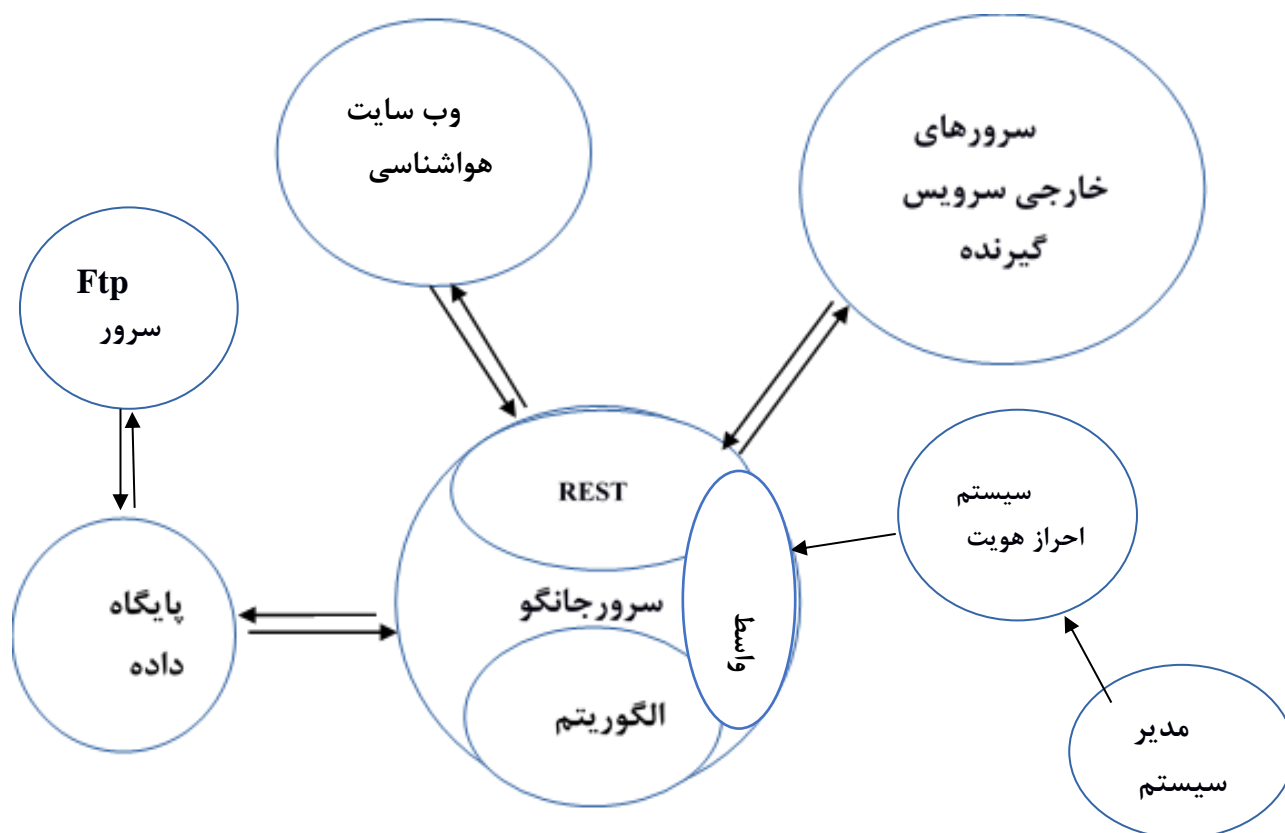 وب سایت
هواشناسی
سرورهای
خارجی سرویس
گیرنده
Ftp
سرور
REST
سیستم
احراز هویت
سرورجانگو
واسط
پایگاه
داده
الگوریتم
مدیر
سیستم